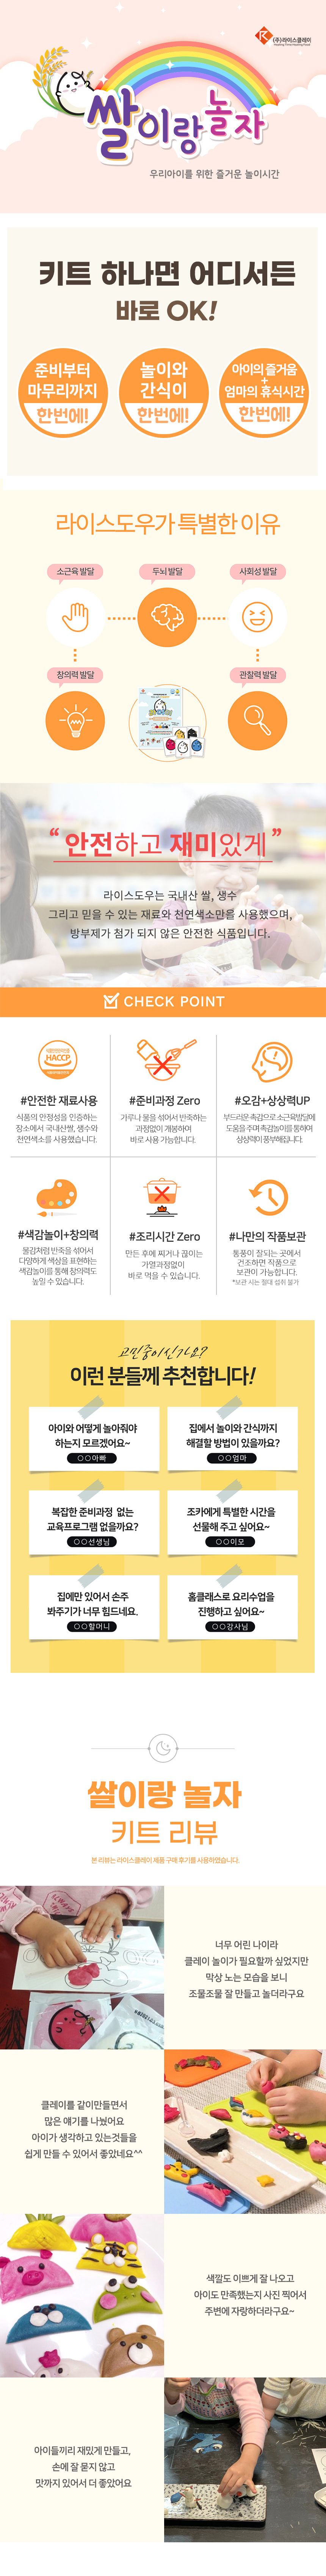 (주)라이스클레이
쌀이랑 놀자
우리아이를 위한 즐거운 놀이시간
키트 하나면 어디서든
바로 OK!
준비부터
마무리까지
한번에!
놀이와
간식이
한번에!
아이의 즐거움
+
엄마의 휴식시간
한번에!
라이스도우가 특별한 이유
소근육 발달
두뇌 발달
사회성 발달
창의력 발달
관찰력 발달
“ 안전하고 재미있게 ”
라이스도우는 국내산 쌀, 생수
그리고 믿을 수 있는 재료와 천연색소만를 사용했으며,
방부제가 첨가 되지 않은 안전한 식품입니다.
CHECK POINT
HACCP
#안전한 재료사용
식품의 안정성을 인증하는
장소에서 국내산쌀, 생수와
천연색소를 사용했습니다.
#준비과정 Zero
가루나 물을 섞어서 반죽하는
과정없이 개봉하여
바로 사용 가능합니다.
#오감+상상력UP
부드러운 촉감으로 소근육발달에
도움을 주며 촉감놀이를 통하여
상상력이 풍부해집니다.
#색감놀이+창의력
물감처럼 반죽을 섞어서
다양하게 색상을 표현하는
색감놀이를 통해 창의력도
높일 수 있습니다.
#조리시간 Zero
만든 후에 찌거나 끓이는
가열과정없이
바로 먹을 수 있습니다.
#나만의 작품보관
통풍이 잘되는 곳에서
건조하면 작품으로
보관이 가능합니다.
*보관 시는 절대 섭취 불가
고민중이신가요?
이런 분들께 추천합니다!
아이와 어떻게 놀아줘야
하는지 모르겠어요~
○○아빠
집에서 놀이와 간식까지
해결할 방법이 있을까요?
○○엄마
복잡한 준비과정 없는
교육프로그램 없을까요?
○○선생님
조카에게 특별한 시간을
선물해 주고 싶어요~
○○이모
집에만 있어서 손주
봐주기가 너무 힘드네요.
○○할머니
홈클래스로 요리수업을
진행하고 싶어요~
○○강사님
쌀이랑 놀자
키트 리뷰
본 리뷰는 라이스클레이 제품 구매 후기를 사용하였습니다.
너무 어린 나이라
클레이 놀이가 필요할까 싶었지만
막상 노는 모습을 보니
조물조물 잘 만들고 놀더라구요
클레이를 같이만들면서
많은 얘기를 나눴어요
아이가 생각하고 있는것들을
쉽게 만들 수 있어서 좋았네요^^
색깔도 이쁘게 잘 나오고
아이도 만족했는지 사진 찍어서
주변에 자랑하더라구요~
아이들끼리 재밌게 만들고,
손에 잘 묻지 않고
맛까지 있어서 더 좋았어요